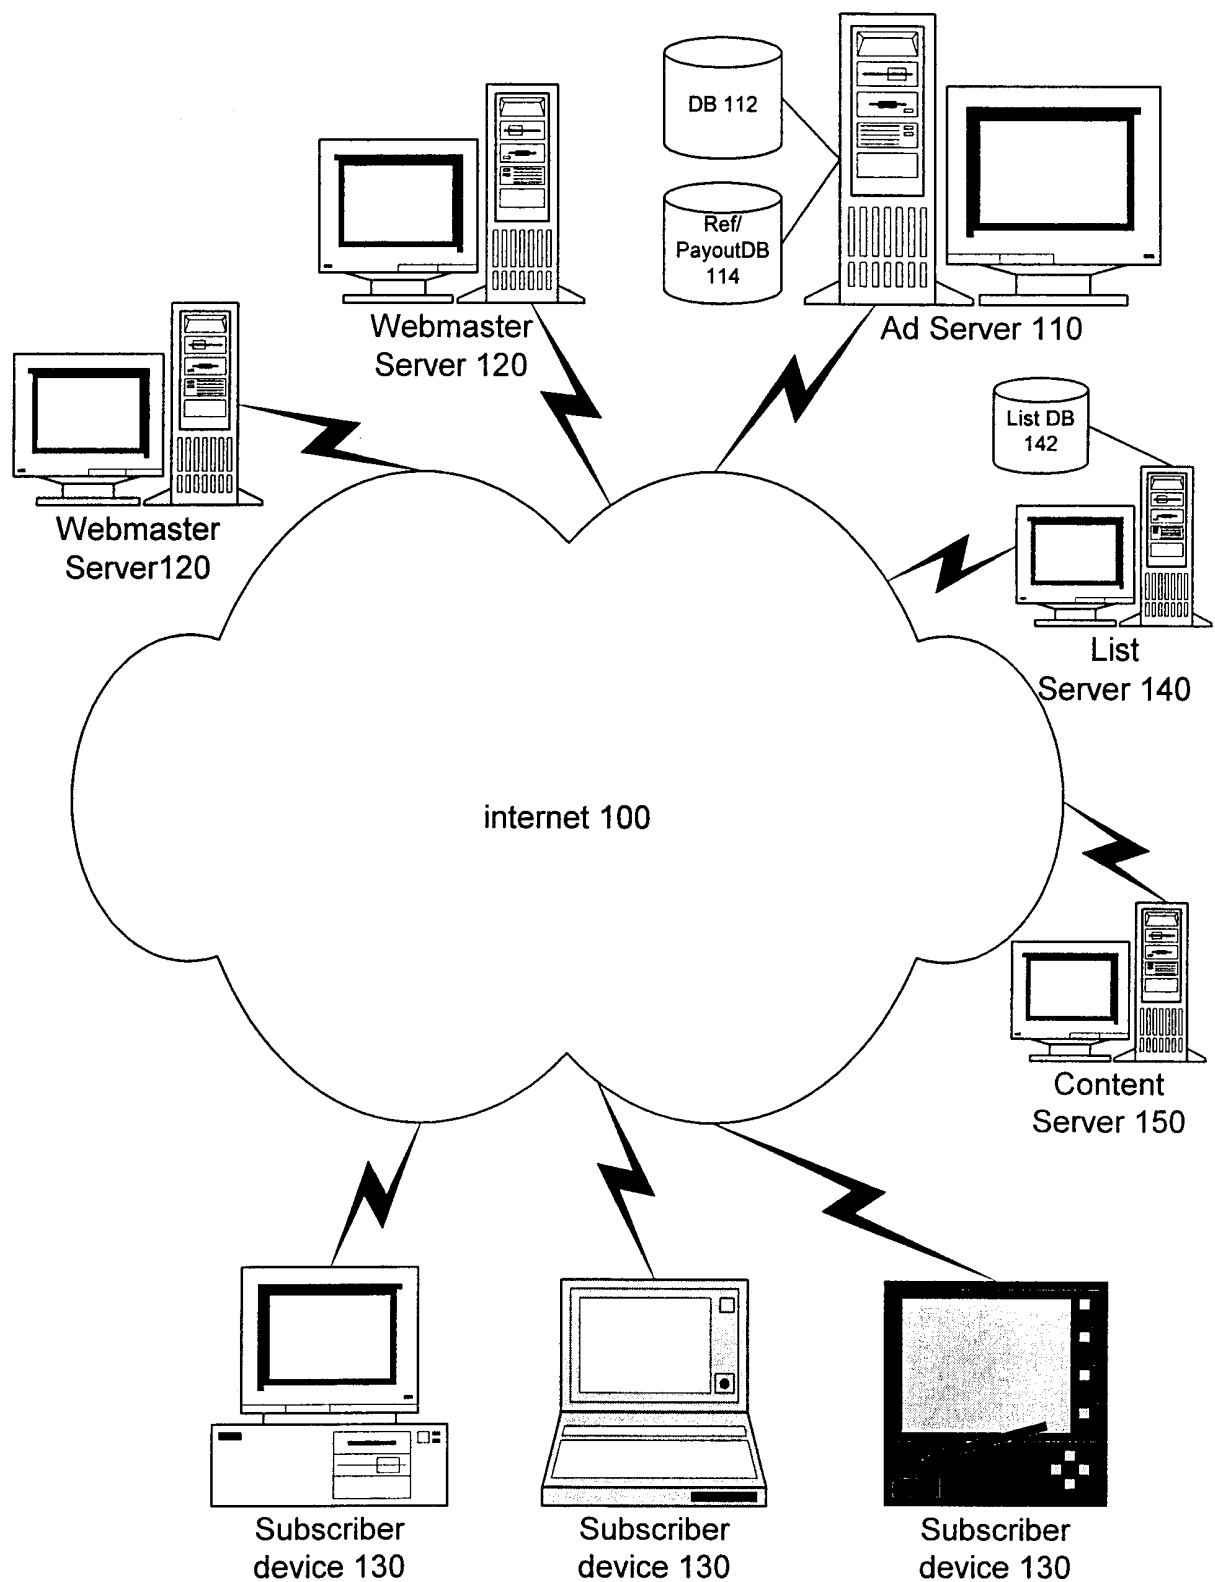 DB 112
Ref/
PayoutDB
114
Ad Server 110
Webmaster
Server 120
List DB
142
Webmaster
Server120
List
Server 140
internet 100
Content
Server 150
Subscriber
device 130
Subscriber
device 130
Subscriber
device 130